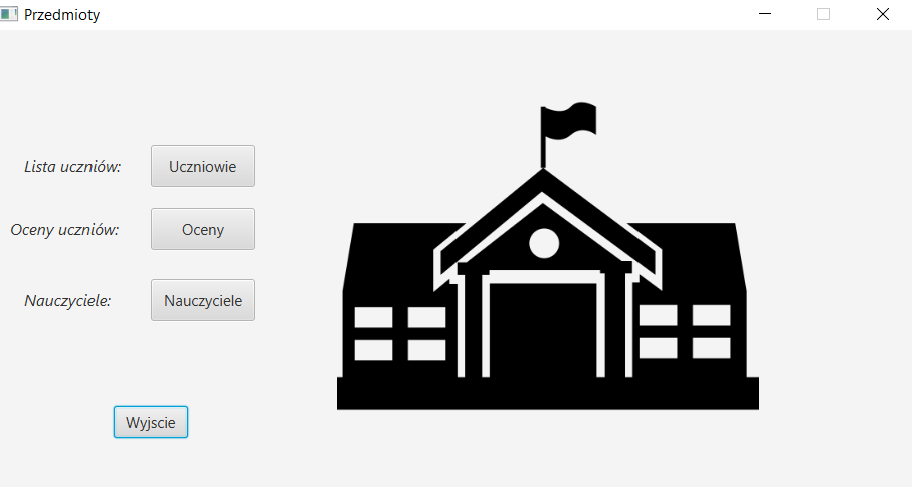 Przedmioty
Lista uczniów: Uczniowie
Oceny uczniów: Oceny
Nauczyciele: Nauczyciele
Wyjscie